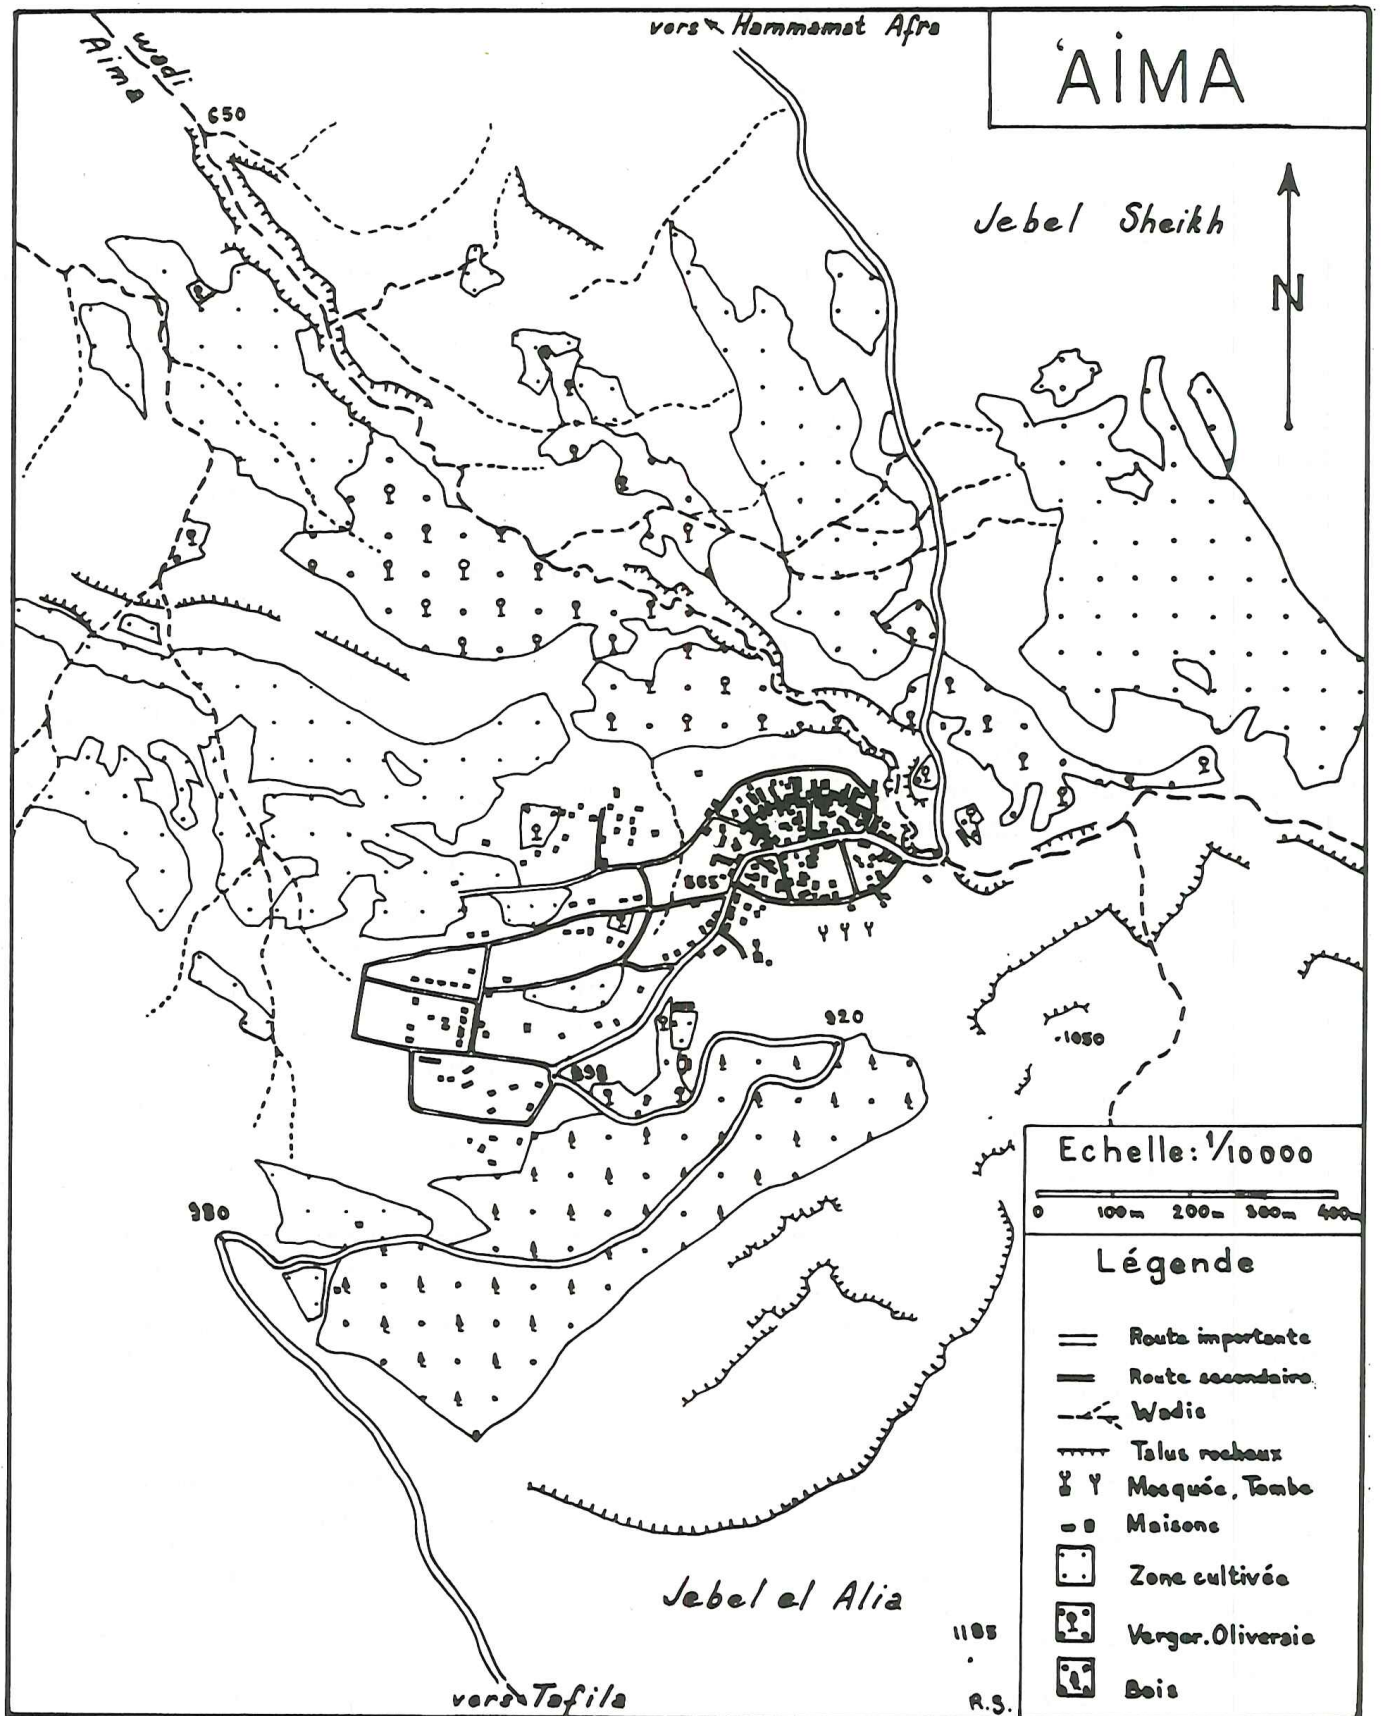 vers Hammamat Afra
'AIMA
wadi
Aima
650
Jebel Sheikh
N
865
920
.1050
898
980
Echelle: 1/10000
0 100m 200m 300m 400m
Légende
Route importante
Route secondaire
Wadis
Talus rocheux
Mosquée, Tombe
Maisons
Zone cultivée
Verger. Oliveraie
Bois
Jebel el Alia
1185
vers Tafila
R.S.